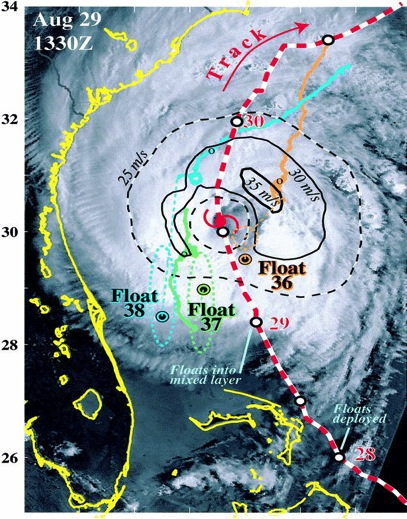 34
Aug 29
1330Z
Track
32
30
25 m/s
35 m/s
30 m/s
30
Float
36
Float
38
Float
37
29
28
Floats into
mixed layer
Floats
deployed
28
26